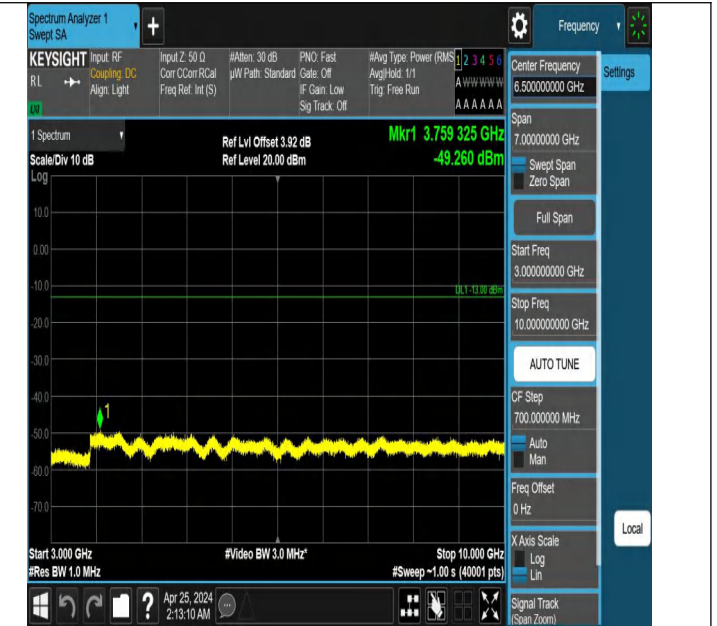 Spectrum Analyzer 1
Swept SA
+
Frequency
KEYSIGHT
RL
LXI
Input: RF
Coupling: DC
Align: Light
Input Z: 50 Ω
Corr CCorr RCal
Freq Ref: Int (S)
#Atten: 30 dB
µW Path: Standard
PNO: Fast
Gate: Off
IF Gain: Low
Sig Track: Off
#Avg Type: Power (RMS
Avg|Hold: 1/1
Trig: Free Run
1 2 3 4 5 6
A W W W W W
A A A A A A
1 Spectrum
Scale/Div 10 dB
Log
Ref Lvl Offset 3.92 dB
Ref Level 20.00 dBm
Mkr1 3.759 325 GHz
-49.260 dBm
10.0
0.00
-10.0
DL1 -13.00 dBm
-20.0
-30.0
-40.0
1
-50.0
-60.0
-70.0
Start 3.000 GHz
#Res BW 1.0 MHz
#Video BW 3.0 MHz*
Stop 10.000 GHz
#Sweep ~1.00 s (40001 pts)
?
Apr 25, 2024
2:13:10 AM
Center Frequency
6.500000000 GHz
Settings
Span
7.00000000 GHz
Swept Span
Zero Span
Full Span
Start Freq
3.000000000 GHz
Stop Freq
10.000000000 GHz
AUTO TUNE
CF Step
700.000000 MHz
Auto
Man
Freq Offset
0 Hz
X Axis Scale
Log
Lin
Local
Signal Track
(Span Zoom)